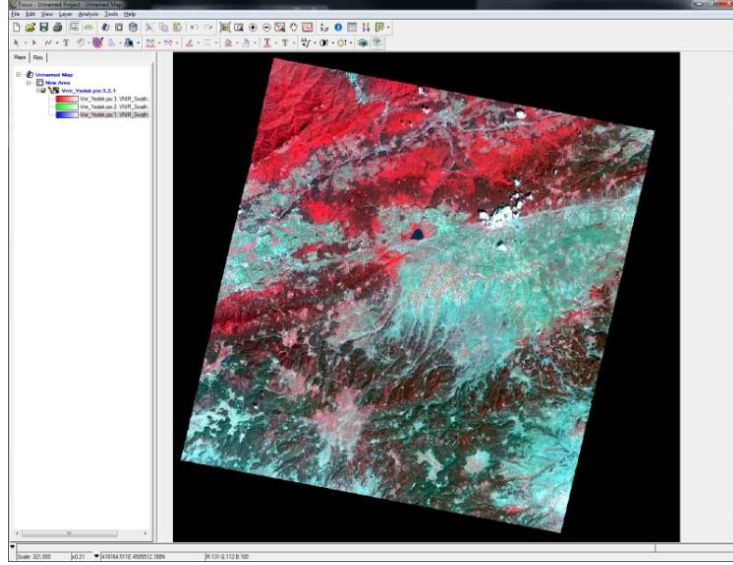 Focus - Unnamed Project - Unnamed Map
File Edit View Layer Analysis Tools Help
Maps Files
Unnamed Map
New Area
Vnir_Yedek.pix:3,2,1
Vnir_Yedek.pix:3: VNIR_Swath:
Vnir_Yedek.pix:2: VNIR_Swath:
Vnir_Yedek.pix:1: VNIR_Swath:
Scale: 321,000 x0.21 R:131 G:112 B:100